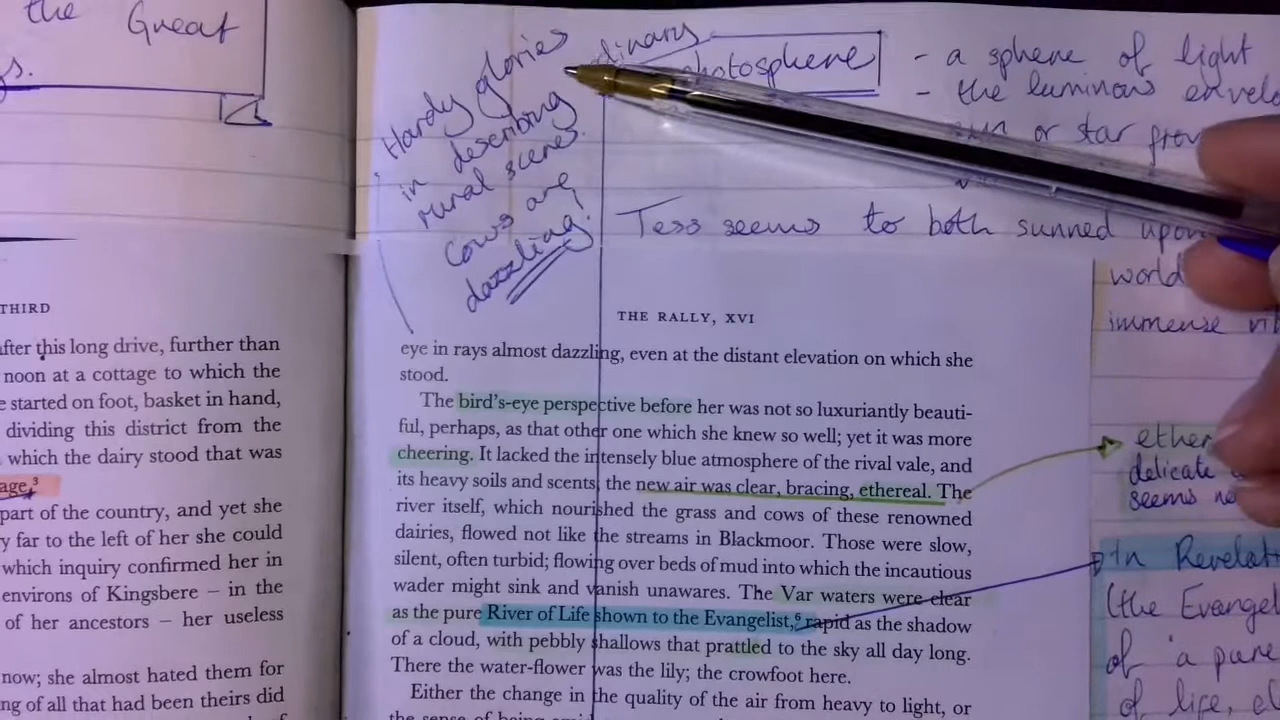 the Great
gs.
Hardy glories
in describing
rural scenes.
Cows are
dazzling!
dinary
photosphere
- a sphere of light
- the luminous envelo
or star from
Tess seems to both sunned upon
world
immense
THIRD
after this long drive, further than
noon at a cottage to which the
e started on foot, basket in hand,
dividing this district from the
which the dairy stood that was
age.³
part of the country, and yet she
y far to the left of her she could
which inquiry confirmed her in
environs of Kingsbere – in the
of her ancestors – her useless
now; she almost hated them for
ng of all that had been theirs did
THE RALLY, XVI
eye in rays almost dazzling, even at the distant elevation on which she
stood.
The bird's-eye perspective before her was not so luxuriantly beauti-
ful, perhaps, as that other one which she knew so well; yet it was more
cheering. It lacked the intensely blue atmosphere of the rival vale, and
its heavy soils and scents; the new air was clear, bracing, ethereal. The
river itself, which nourished the grass and cows of these renowned
dairies, flowed not like the streams in Blackmoor. Those were slow,
silent, often turbid; flowing over beds of mud into which the incautious
wader might sink and vanish unawares. The Var waters were clear
as the pure River of Life shown to the Evangelist,⁶ rapid as the shadow
of a cloud, with pebbly shallows that prattled to the sky all day long.
There the water-flower was the lily; the crowfoot here.
Either the change in the quality of the air from heavy to light, or
the sense of being amid
ether
delicate
seems
In Revelati
(the Evangel
of 'a pure
of life,